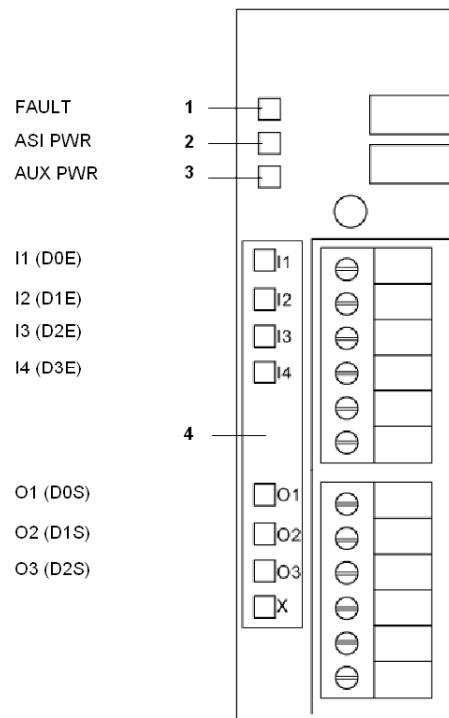 FAULT 1
ASI PWR 2
AUX PWR 3
I1 (D0E) I1
I2 (D1E) I2
I3 (D2E) I3
I4 (D3E) I4
4
O1 (D0S) O1
O2 (D1S) O2
O3 (D2S) O3
X